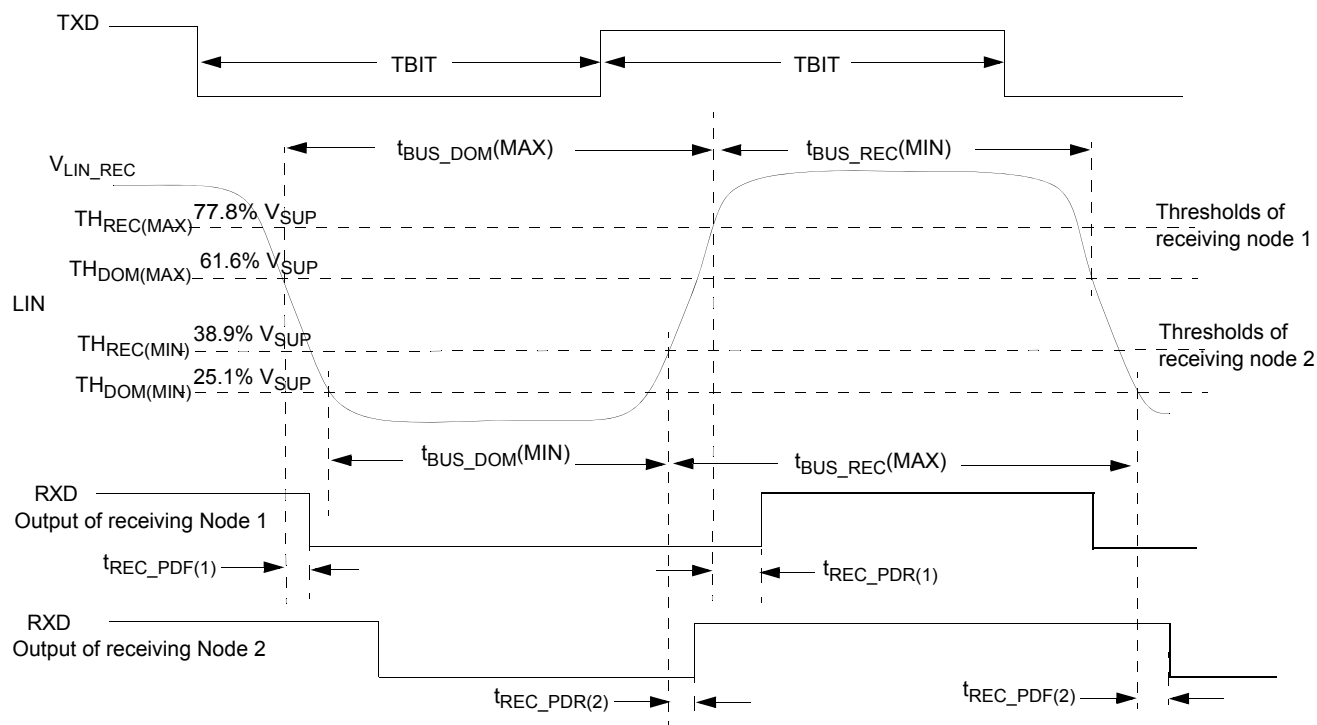 TXD
TBIT TBIT
tBUS_DOM(MAX) tBUS_REC(MIN)
VLIN_REC
THREC(MAX) 77.8% VSUP
Thresholds of
receiving node 1
THDOM(MAX) 61.6% VSUP
LIN
THREC(MIN) 38.9% VSUP
Thresholds of
receiving node 2
THDOM(MIN) 25.1% VSUP
tBUS_DOM(MIN) tBUS_REC(MAX)
RXD
Output of receiving Node 1
tREC_PDF(1) tREC_PDR(1)
RXD
Output of receiving Node 2
tREC_PDR(2) tREC_PDF(2)